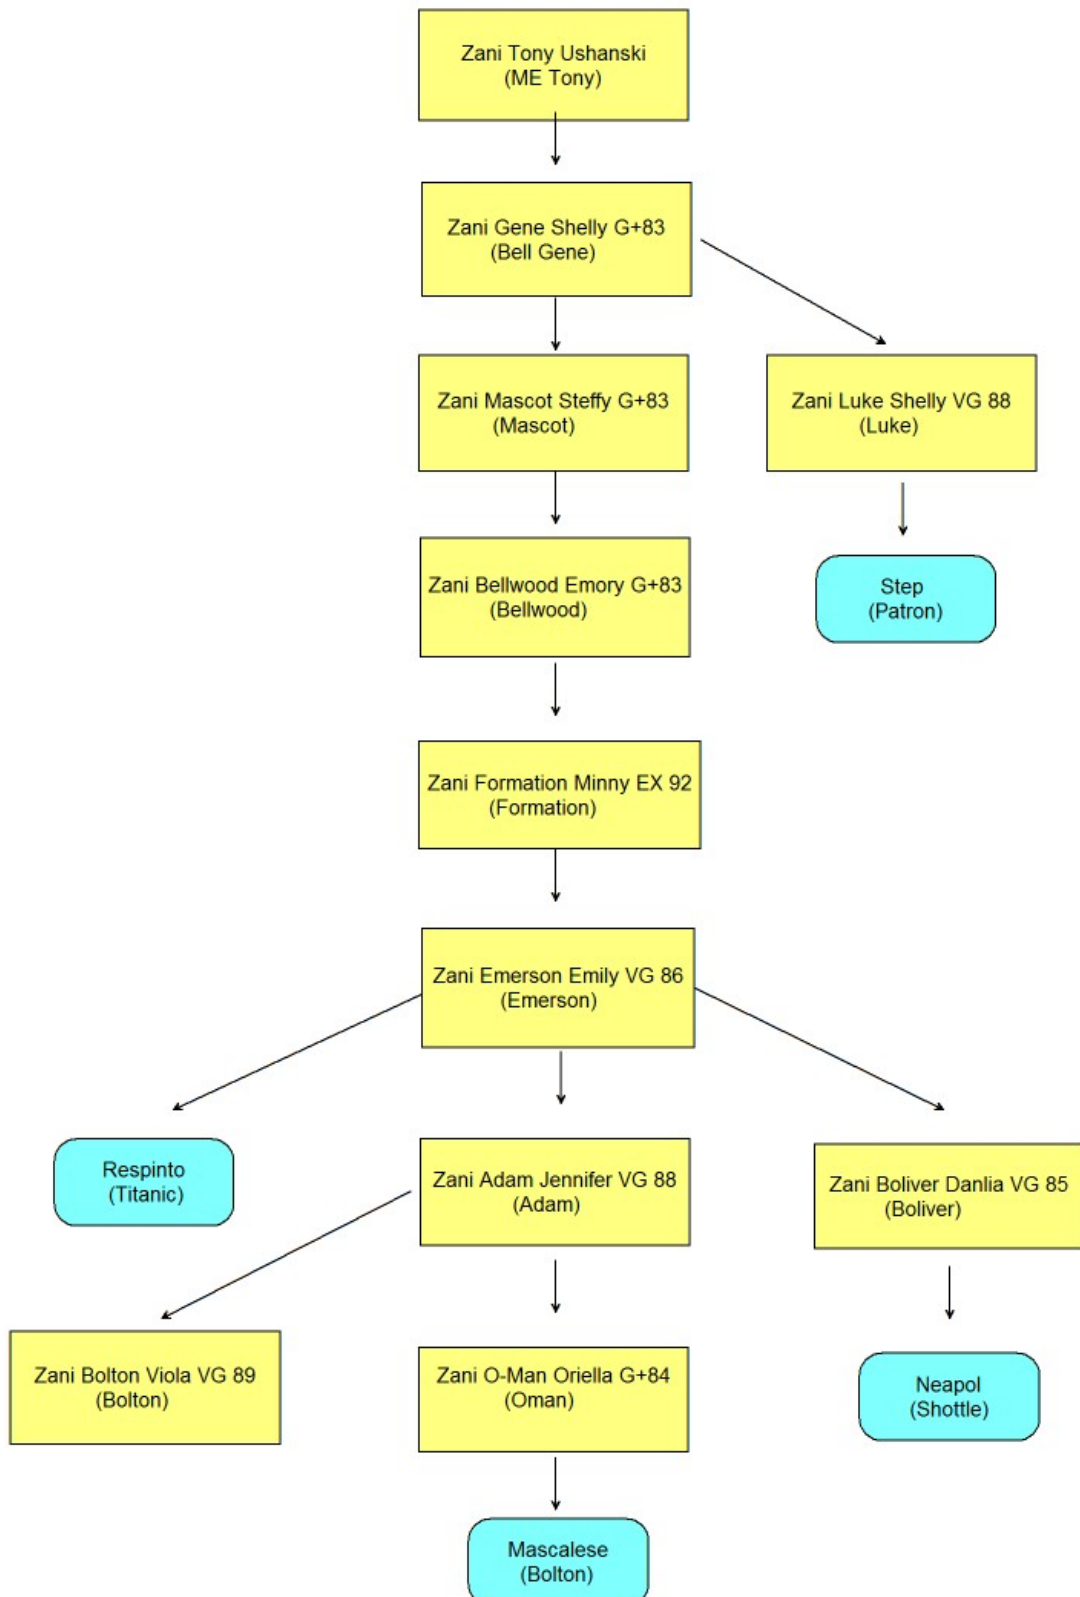 Zani Tony Ushanski
(ME Tony)
Zani Gene Shelly G+83
(Bell Gene)
Zani Mascot Steffy G+83
(Mascot)
Zani Luke Shelly VG 88
(Luke)
Zani Bellwood Emory G+83
(Bellwood)
Step
(Patron)
Zani Formation Minny EX 92
(Formation)
Zani Emerson Emily VG 86
(Emerson)
Respinto
(Titanic)
Zani Adam Jennifer VG 88
(Adam)
Zani Boliver Danlia VG 85
(Boliver)
Zani Bolton Viola VG 89
(Bolton)
Zani O-Man Oriella G+84
(Oman)
Neapol
(Shottle)
Mascalese
(Bolton)